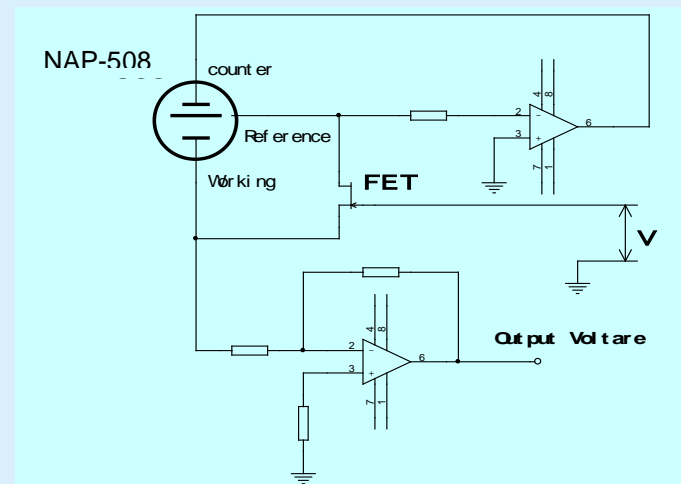 NAP-508
counter
Reference
Working
FET
V
Output Voltare
4
8
2
-
3
+
6
7
1
4
8
2
-
3
+
6
7
1